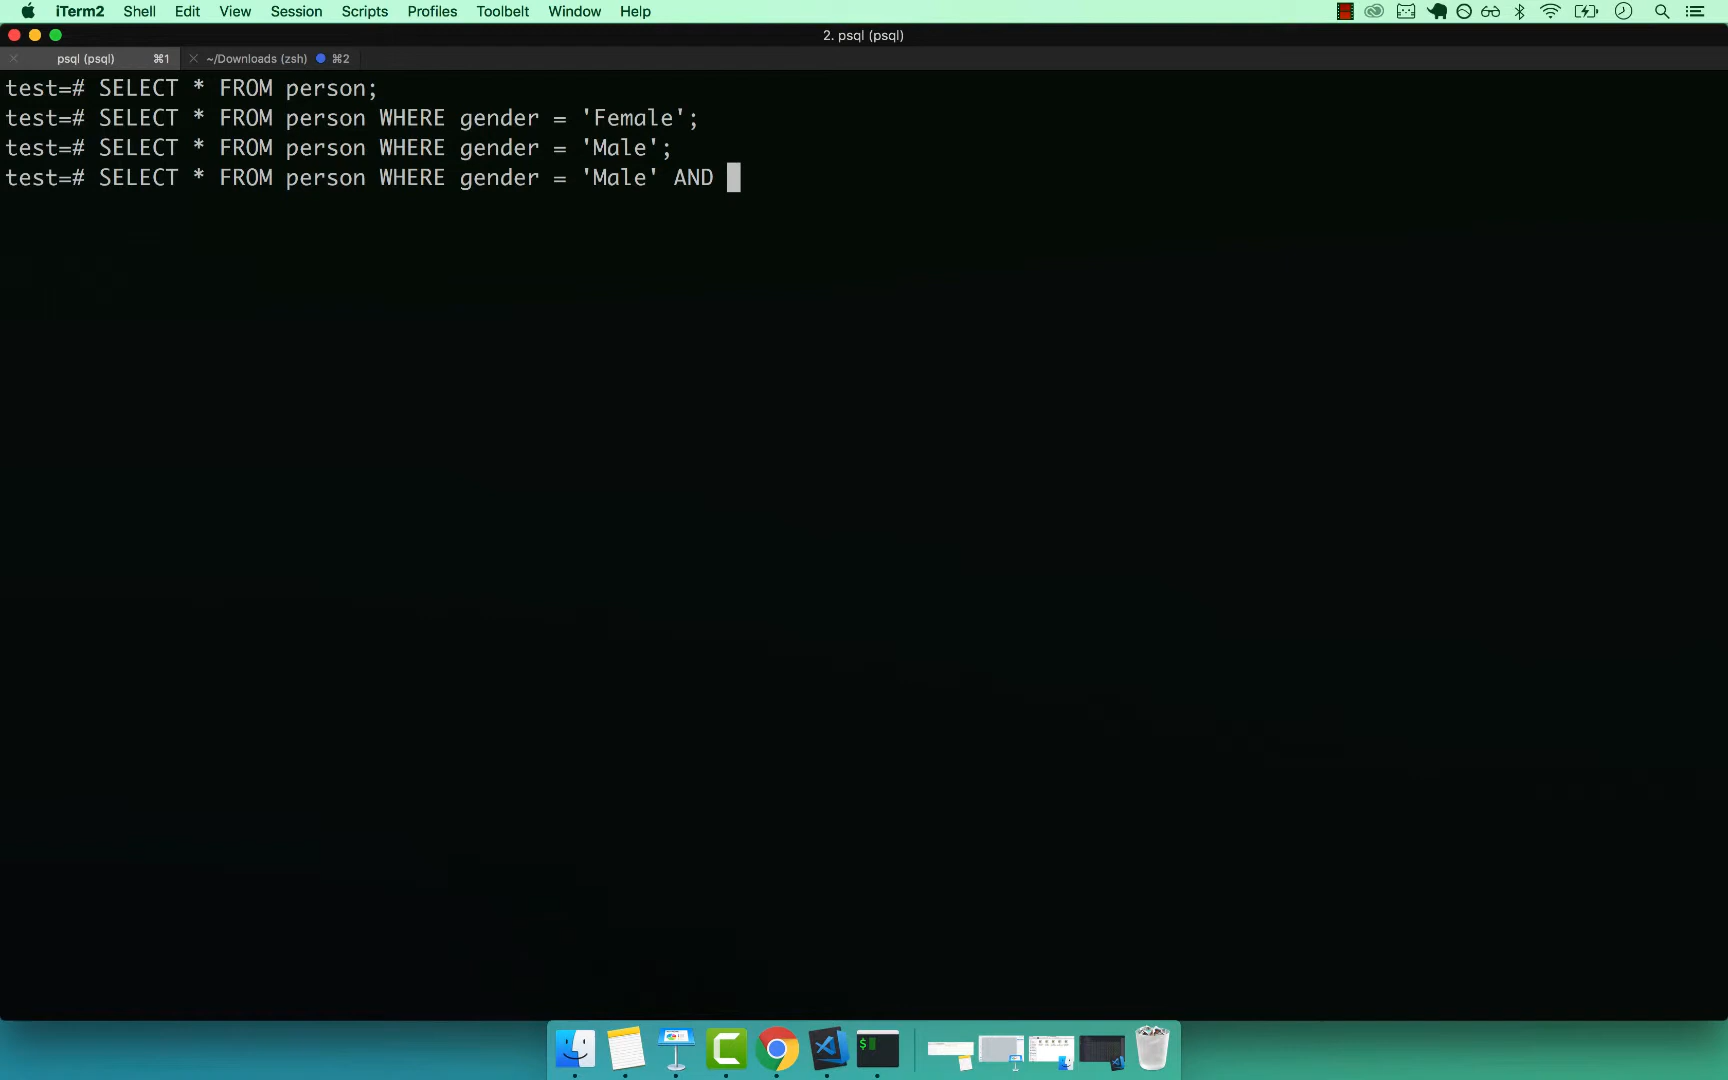 iTerm2 Shell Edit View Session Scripts Profiles Toolbelt Window Help
2. psql (psql)
psql (psql) ⌘1 ~/Downloads (zsh) ⌘2
test=# SELECT * FROM person;
test=# SELECT * FROM person WHERE gender = 'Female';
test=# SELECT * FROM person WHERE gender = 'Male';
test=# SELECT * FROM person WHERE gender = 'Male' AND